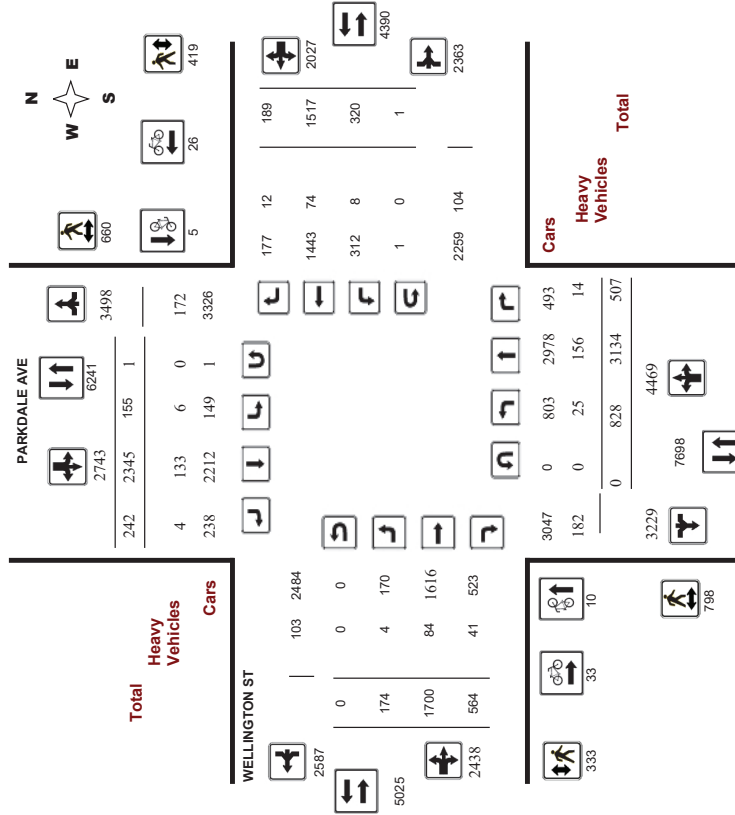 N
W E
S
419
26
660
5
PARKDALE AVE
2743
6241
3498
242 2345 155 1
4 133 6 0 172
238 2212 149 1 3326
Total
Heavy
Vehicles
Cars
2027
4390
2363
177 12 189
1443 74 1517
312 8 320
1 0 1
2259 104
WELLINGTON ST
2587
5025
2438
103 2484
0 0 0
174 4 170
1700 84 1616
564 41 523
Cars
Heavy
Vehicles
Total
3047 0 803 2978 493
182 0 25 156 14
0 828 3134 507
3229
7698
4469
333
33
10
798